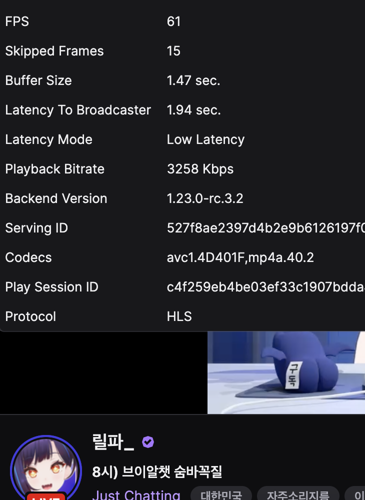 FPS 61
Skipped Frames 15
Buffer Size 1.47 sec.
Latency To Broadcaster 1.94 sec.
Latency Mode Low Latency
Playback Bitrate 3258 Kbps
Backend Version 1.23.0-rc.3.2
Serving ID 527f8ae2397d4b2e9b6126197f0
Codecs avc1.4D401F,mp4a.40.2
Play Session ID c4f259eb4be03ef33c1907bdda
Protocol HLS
구독
릴파_
8시) 브이알챗 숨바꼭질
Just Chatting 대한민국 자주소리지름